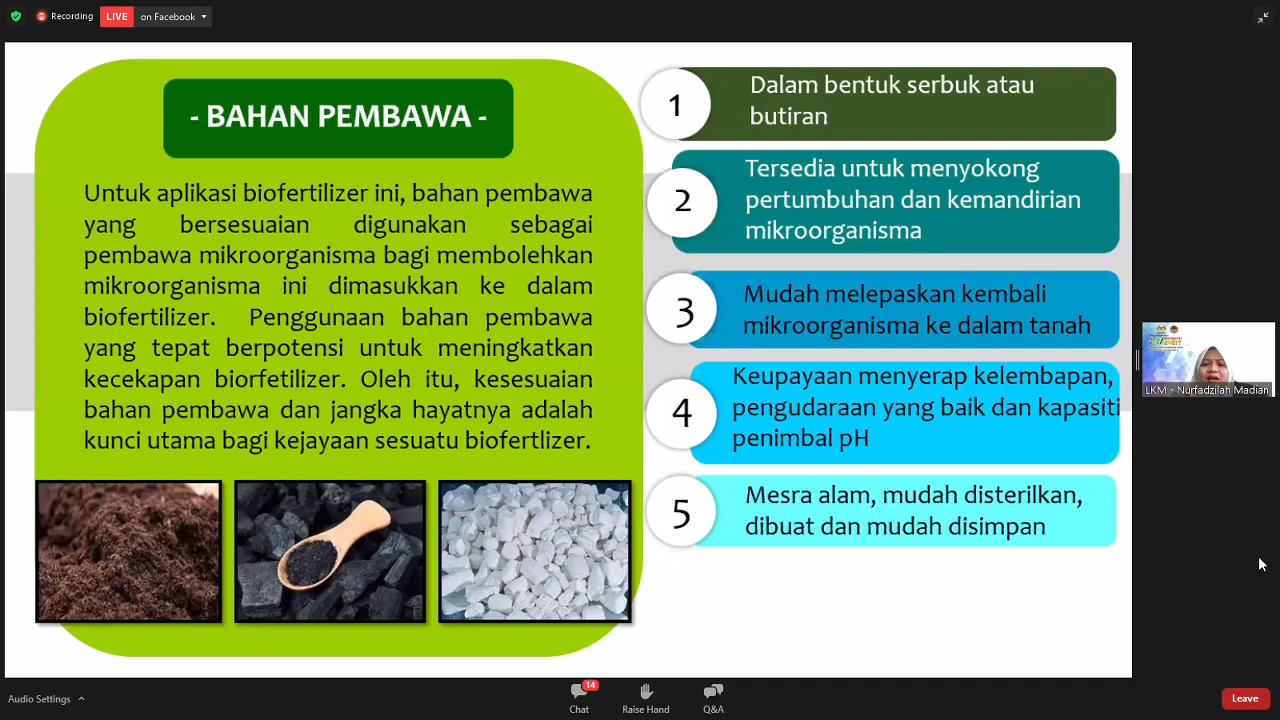 Recording
LIVE
on Facebook
- BAHAN PEMBAWA -
Untuk aplikasi biofertilizer ini, bahan pembawa
yang bersesuaian digunakan sebagai
pembawa mikroorganisma bagi membolehkan
mikroorganisma ini dimasukkan ke dalam
biofertilizer. Penggunaan bahan pembawa
yang tepat berpotensi untuk meningkatkan
kecekapan biorfetilizer. Oleh itu, kesesuaian
bahan pembawa dan jangka hayatnya adalah
kunci utama bagi kejayaan sesuatu biofertlizer.
1
Dalam bentuk serbuk atau
butiran
2
Tersedia untuk menyokong
pertumbuhan dan kemandirian
mikroorganisma
3
Mudah melepaskan kembali
mikroorganisma ke dalam tanah
4
Keupayaan menyerap kelembapan,
pengudaraan yang baik dan kapasiti
penimbal pH
5
Mesra alam, mudah disterilkan,
dibuat dan mudah disimpan
LKM - Nurfadzilah Madian
Audio Settings
14
Chat
Raise Hand
Q&A
Leave